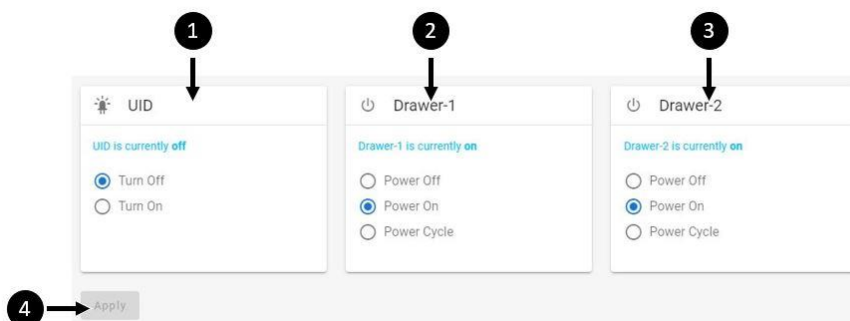 1 2 3
UID Drawer-1 Drawer-2
UID is currently off Drawer-1 is currently on Drawer-2 is currently on
Turn Off Power Off Power Off
Turn On Power On Power On
Power Cycle Power Cycle
4 Apply